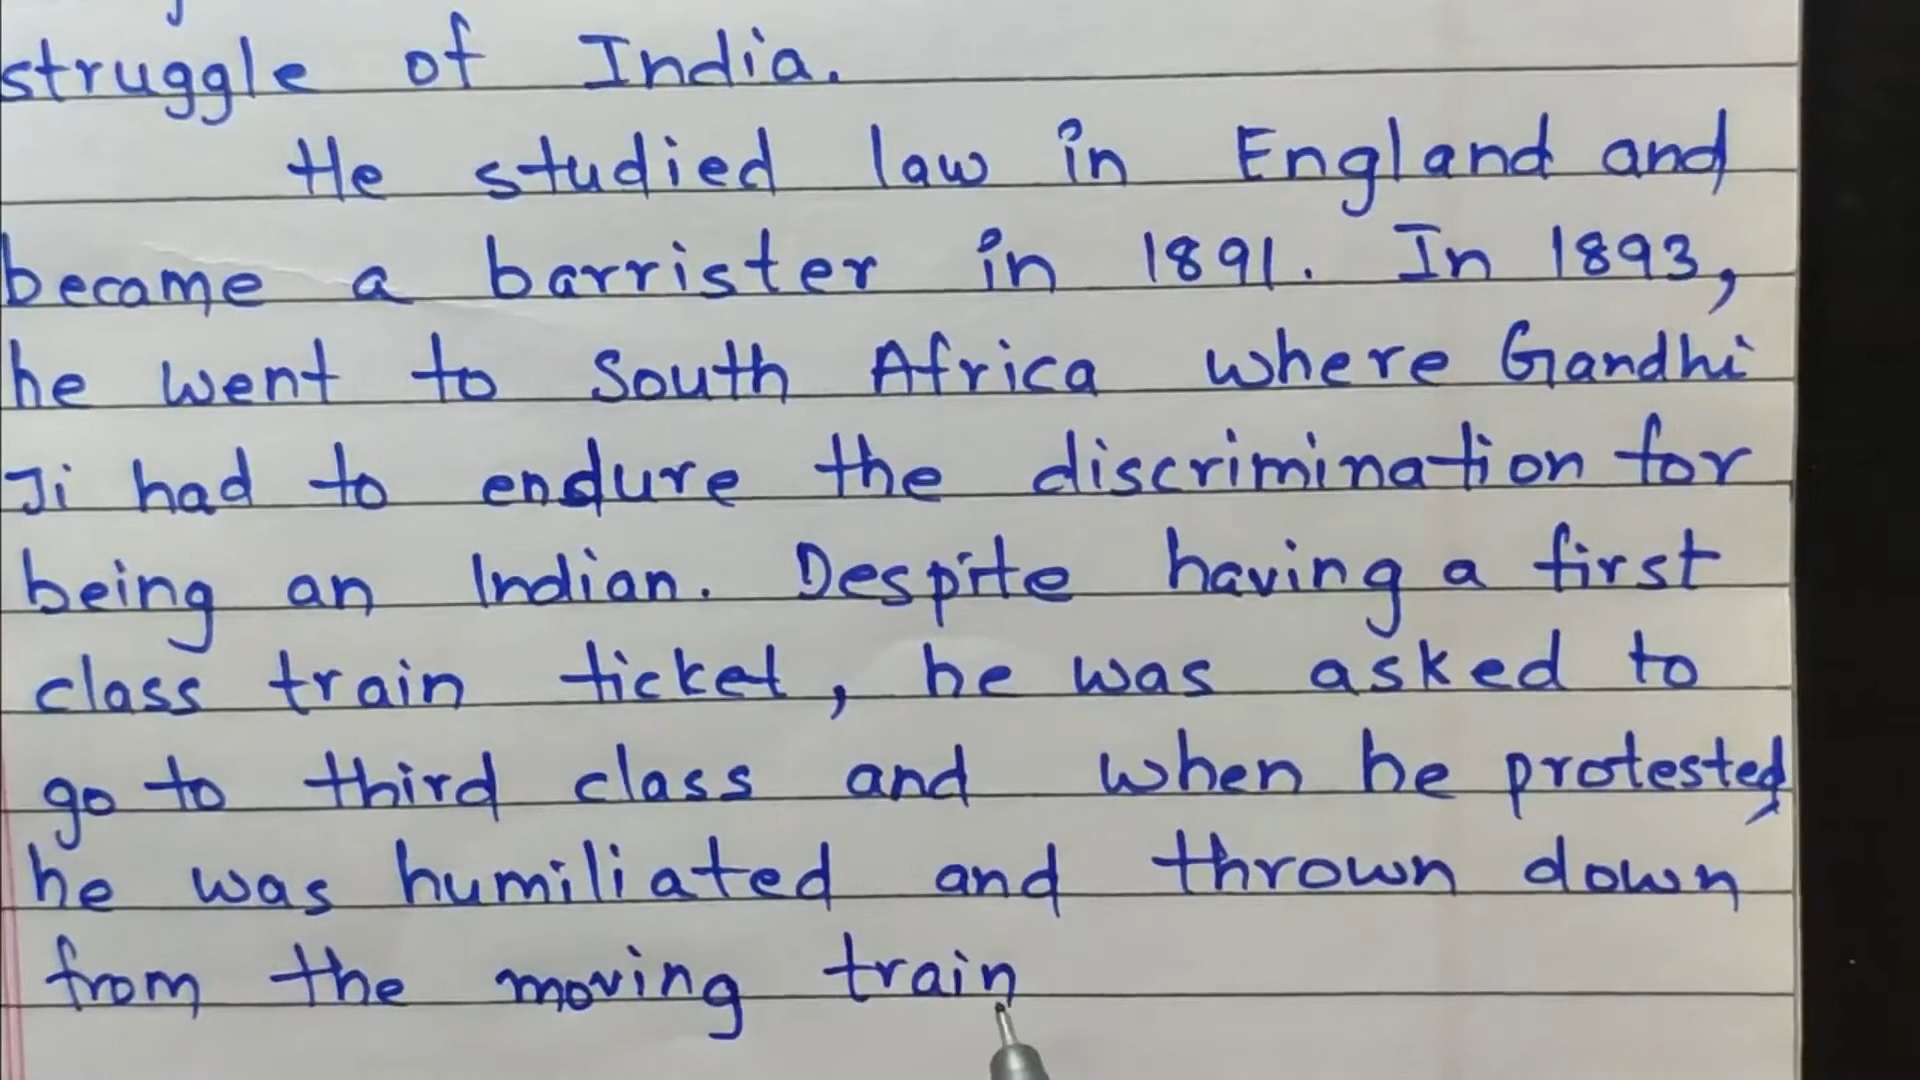 struggle of India.
He studied law in England and
became a barrister in 1891. In 1893,
he went to South Africa where Gandhi
Ji had to endure the discrimination for
being an Indian. Despite having a first
class train ticket, he was asked to
go to third class and when he protested,
he was humiliated and thrown down
from the moving train